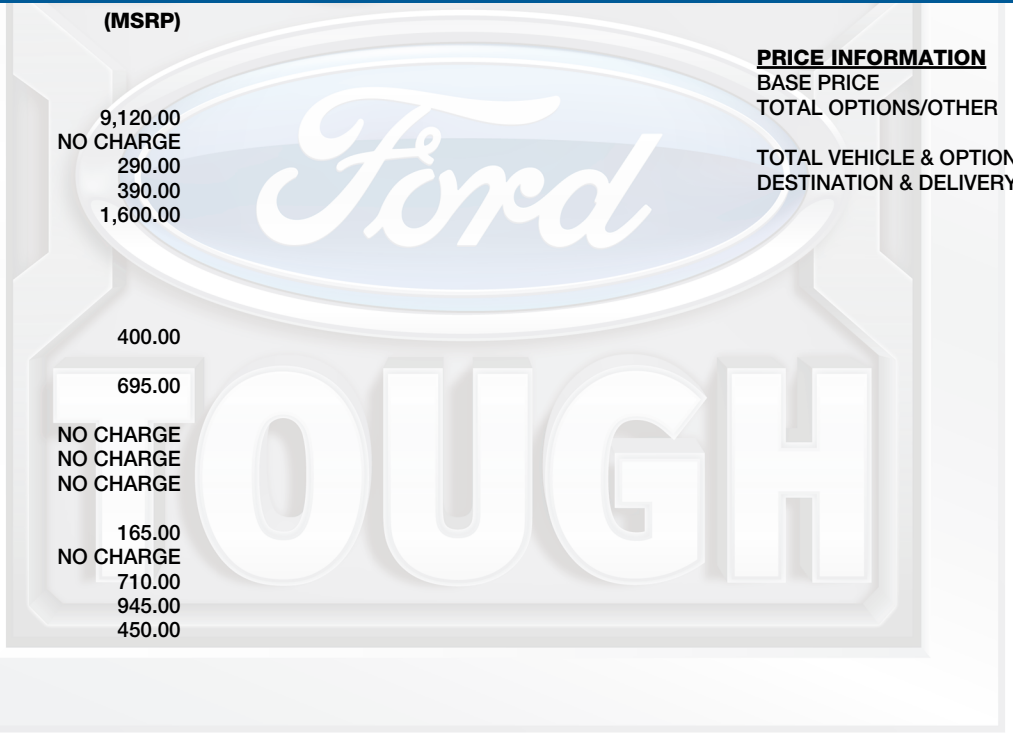 (MSRP)
9,120.00
NO CHARGE
290.00
390.00
1,600.00
400.00
695.00
NO CHARGE
NO CHARGE
NO CHARGE
165.00
NO CHARGE
710.00
945.00
450.00
PRICE INFORMATION
BASE PRICE
TOTAL OPTIONS/OTHER
TOTAL VEHICLE & OPTION
DESTINATION & DELIVERY
Ford
TOUGH